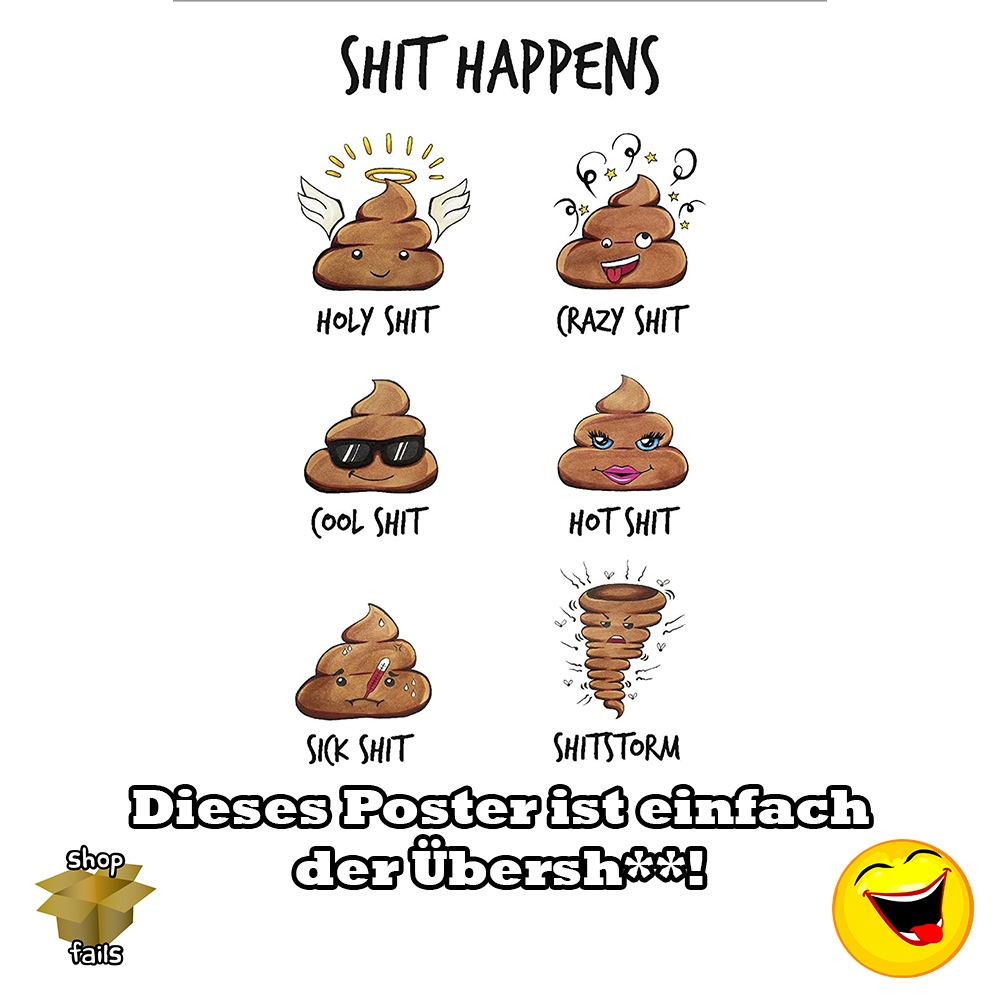 SHIT HAPPENS
HOLY SHIT
CRAZY SHIT
COOL SHIT
HOT SHIT
SICK SHIT
SHITSTORM
Dieses Poster ist einfach
der Übersh**!
shop
fails